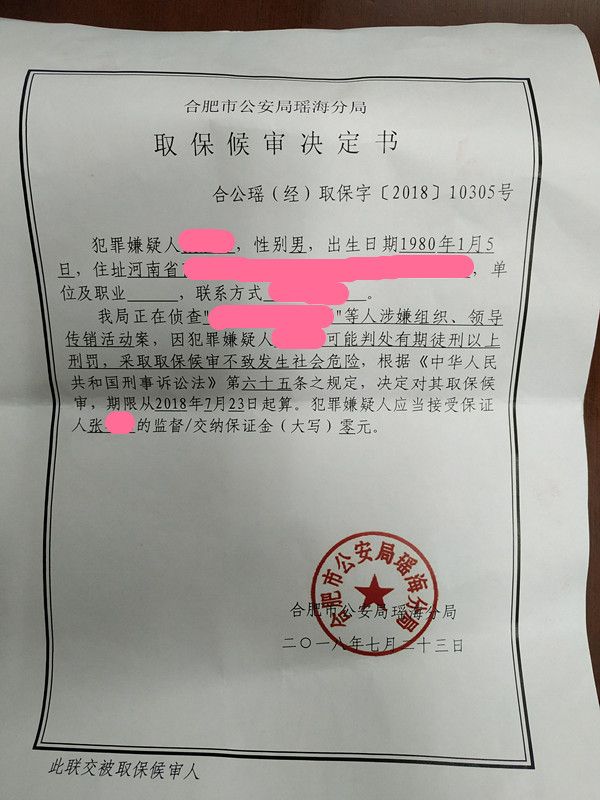 合肥市公安局瑶海分局
取保候审决定书
合公瑶（经）取保字〔2018〕10305号
犯罪嫌疑人，性别男，出生日期1980年1月5
日，住址河南省，单
位及职业，联系方式。
我局正在侦查""等人涉嫌组织、领导
传销活动案，因犯罪嫌疑人可能判处有期徒刑以上
刑罚，采取取保候审不致发生社会危险，根据《中华人民
共和国刑事诉讼法》第六十五条之规定，决定对其取保候
审，期限从2018年7月23日起算。犯罪嫌疑人应当接受保证
人张的监督/交纳保证金（大写）零元。
合肥市公安局瑶海分局
合肥市公安局瑶海分局
二〇一八年七月二十三日
此联交被取保候审人